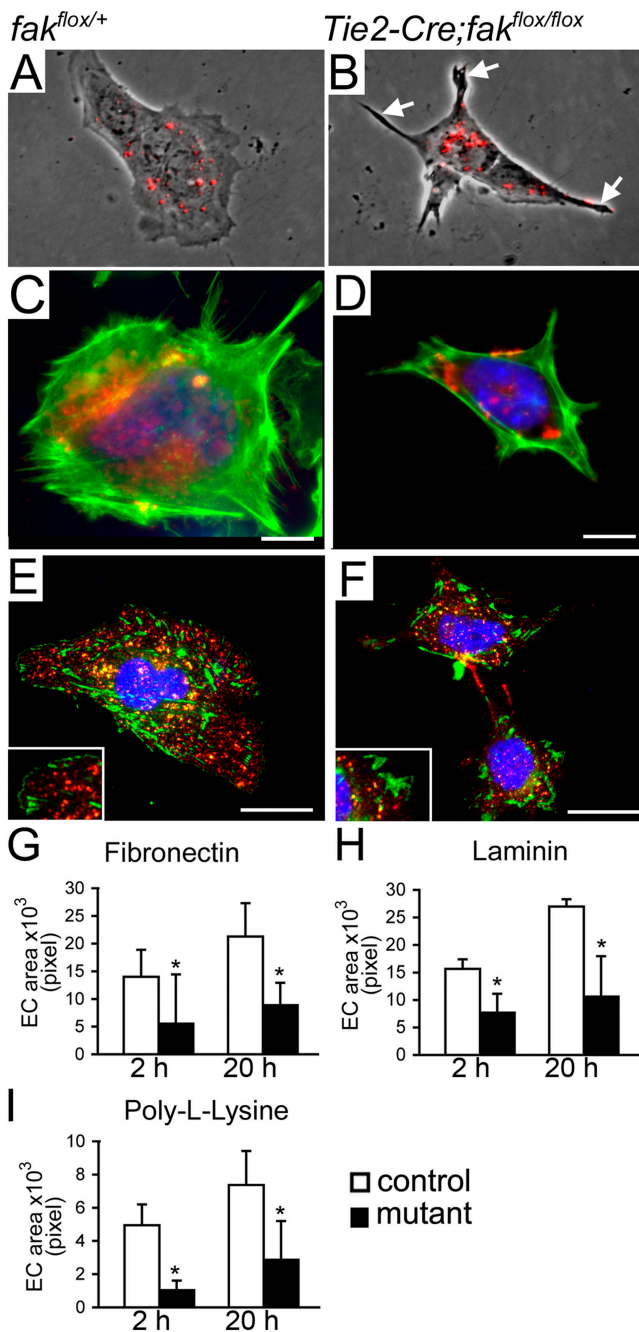 fak^flox/+
Tie2-Cre;fak^flox/flox
A
B
C
D
E
F
G
Fibronectin
EC area x10^3
(pixel)
30
25
20
15
10
5
0
*
*
2 h
20 h
H
Laminin
EC area x10^3
(pixel)
30
25
20
15
10
5
0
*
*
2 h
20 h
I
Poly-L-Lysine
EC area x10^3
(pixel)
10
8
6
4
2
0
*
*
2 h
20 h
control
mutant